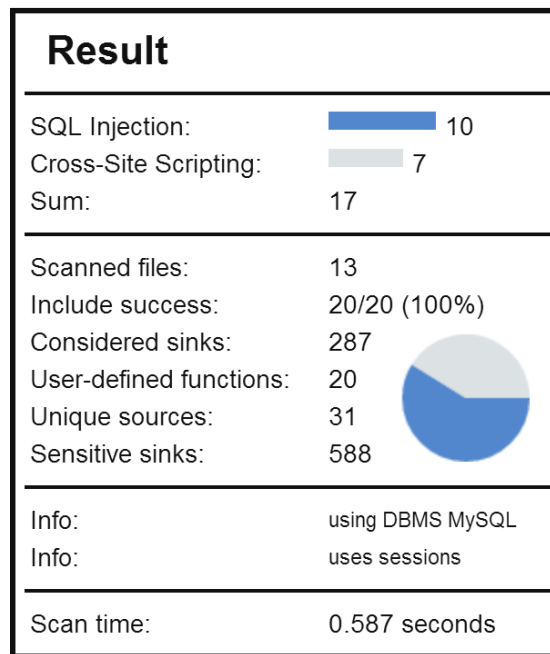 Result
SQL Injection: 10
Cross-Site Scripting: 7
Sum: 17
Scanned files: 13
Include success: 20/20 (100%)
Considered sinks: 287
User-defined functions: 20
Unique sources: 31
Sensitive sinks: 588
Info: using DBMS MySQL
Info: uses sessions
Scan time: 0.587 seconds